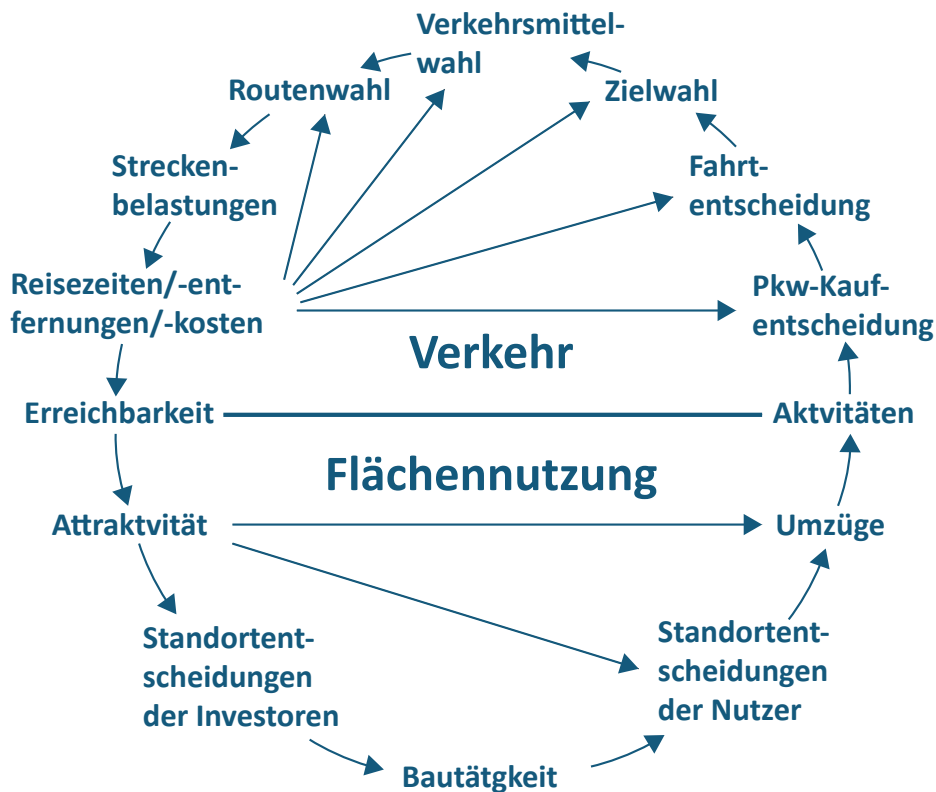 Verkehrsmittel-
wahl
Routenwahl
Zielwahl
Strecken-
belastungen
Fahrt-
entscheidung
Reisezeiten/-ent-
fernungen/-kosten
Pkw-Kauf-
entscheidung
Verkehr
Erreichbarkeit
Aktvitäten
Flächennutzung
Attraktvität
Umzüge
Standortent-
scheidungen
der Investoren
Standortent-
scheidungen
der Nutzer
Bautätgkeit